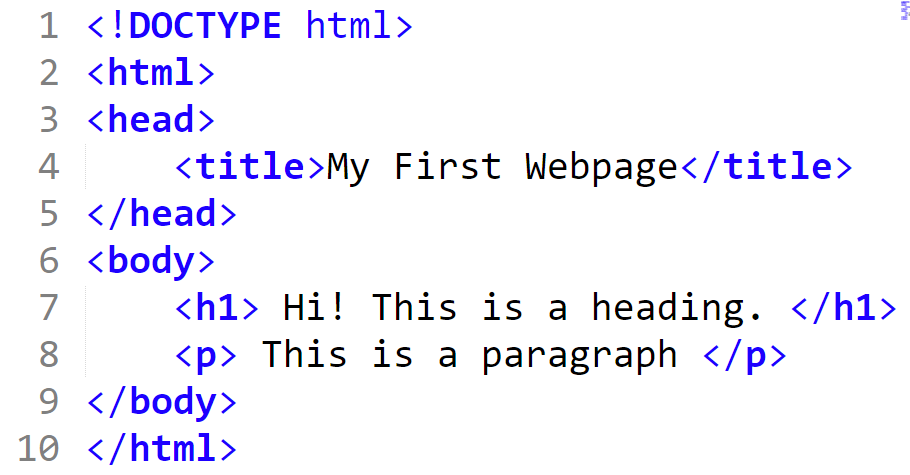 1 <!DOCTYPE html>
2 <html>
3 <head>
4     <title>My First Webpage</title>
5 </head>
6 <body>
7     <h1> Hi! This is a heading. </h1>
8     <p> This is a paragraph </p>
9 </body>
10 </html>